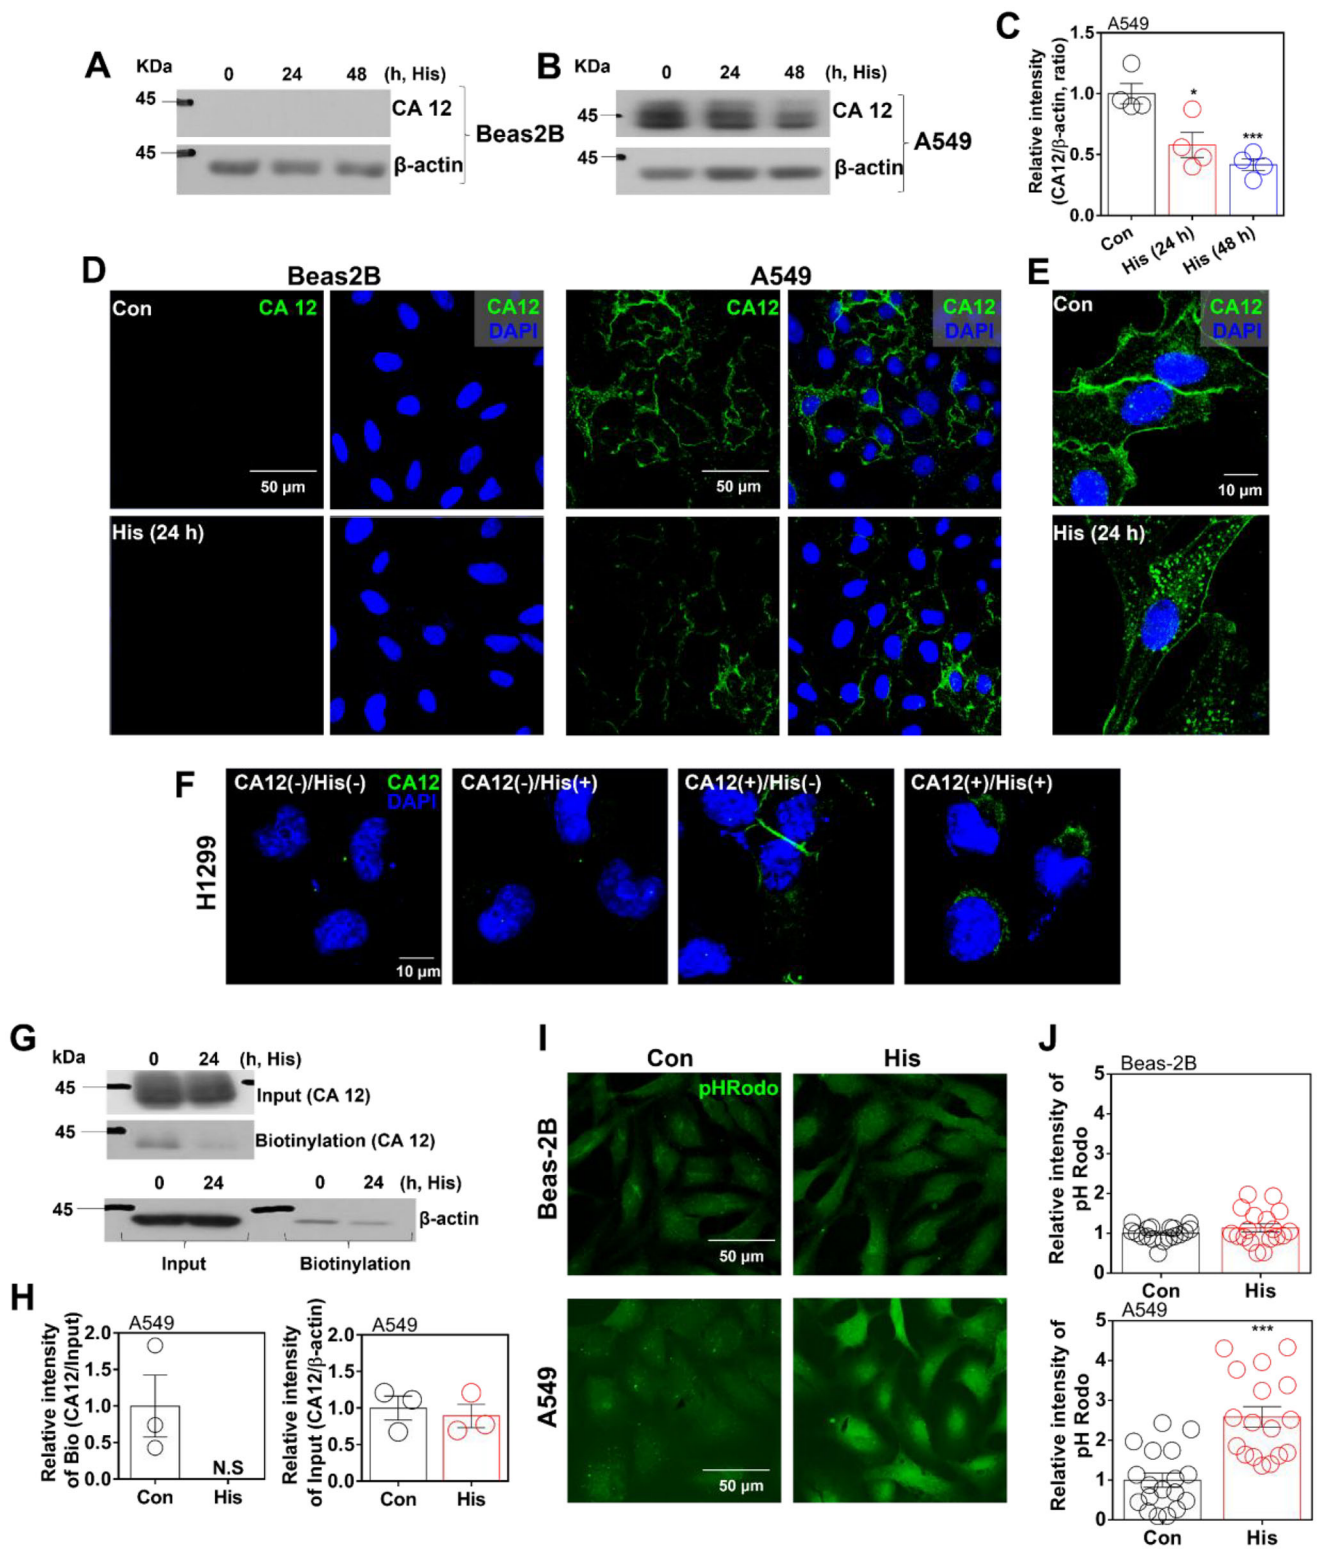 A
KDa
0 24 48 (h, His)
45
CA 12
45
β-actin
Beas2B
B
KDa
0 24 48 (h, His)
45
CA 12
45
β-actin
A549
C
A549
Relative intensity
(CA12/β-actin, ratio)
1.5
1.0
0.5
0.0
*
***
Con
His (24 h)
His (48 h)
D
Beas2B
A549
Con
CA 12
CA12
DAPI
CA12
CA12
DAPI
50 µm
50 µm
His (24 h)
E
Con
CA12
DAPI
10 µm
His (24 h)
F
H1299
CA12(-)/His(-)
CA12
DAPI
10 µm
CA12(-)/His(+)
CA12(+)/His(-)
CA12(+)/His(+)
G
kDa
0 24 (h, His)
45
Input (CA 12)
45
Biotinylation (CA 12)
0 24 0 24 (h, His)
45
β-actin
Input
Biotinylation
H
A549
Relative intensity
of Bio (CA12/Input)
2.0
1.5
1.0
0.5
0.0
N.S
Con
His
A549
Relative intensity
of Input (CA12/β-actin)
2.0
1.5
1.0
0.5
0.0
Con
His
I
Con
His
pHRodo
Beas-2B
50 µm
A549
50 µm
J
Beas-2B
Relative intensity of
pH Rodo
5
4
3
2
1
0
Con
His
A549
Relative intensity of
pH Rodo
5
4
3
2
1
0
***
Con
His